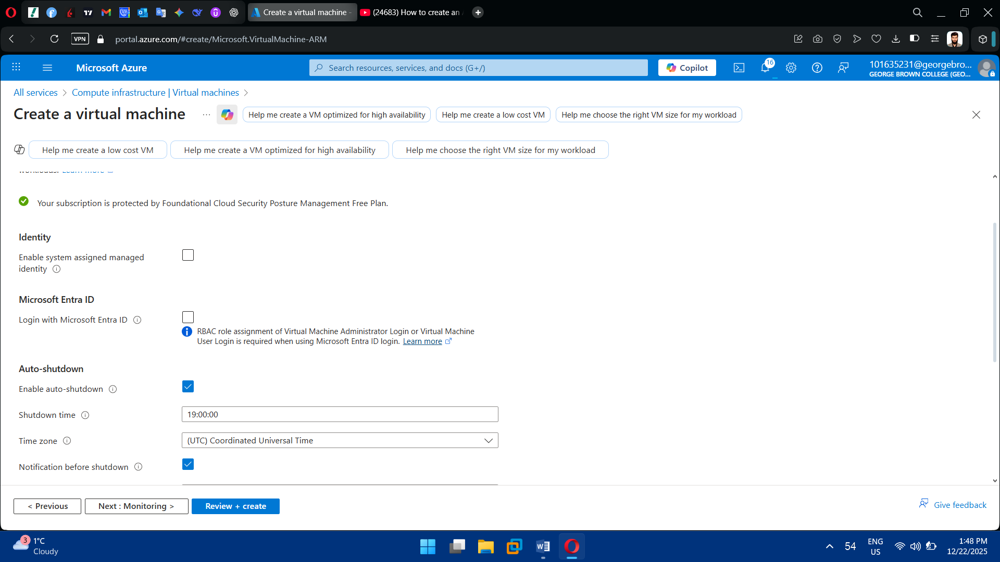 Create a virtual machine -
(24683) How to create an
VPN
portal.azure.com/#create/Microsoft.VirtualMachine-ARM
Microsoft Azure
Search resources, services, and docs (G+/)
Copilot
16
101635231@georgebro...
GEORGE BROWN COLLEGE (GEO...
All services > Compute infrastructure | Virtual machines >
Create a virtual machine ...
Help me create a VM optimized for high availability
Help me create a low cost VM
Help me choose the right VM size for my workload
Help me create a low cost VM
Help me create a VM optimized for high availability
Help me choose the right VM size for my workload
workloads. Learn more
Your subscription is protected by Foundational Cloud Security Posture Management Free Plan.
Identity
Enable system assigned managed
identity
Microsoft Entra ID
Login with Microsoft Entra ID
RBAC role assignment of Virtual Machine Administrator Login or Virtual Machine
User Login is required when using Microsoft Entra ID login. Learn more
Auto-shutdown
Enable auto-shutdown
Shutdown time
19:00:00
Time zone
(UTC) Coordinated Universal Time
Notification before shutdown
< Previous
Next : Monitoring >
Review + create
Give feedback
3
1°C
Cloudy
54
ENG
US
1:48 PM
12/22/2025